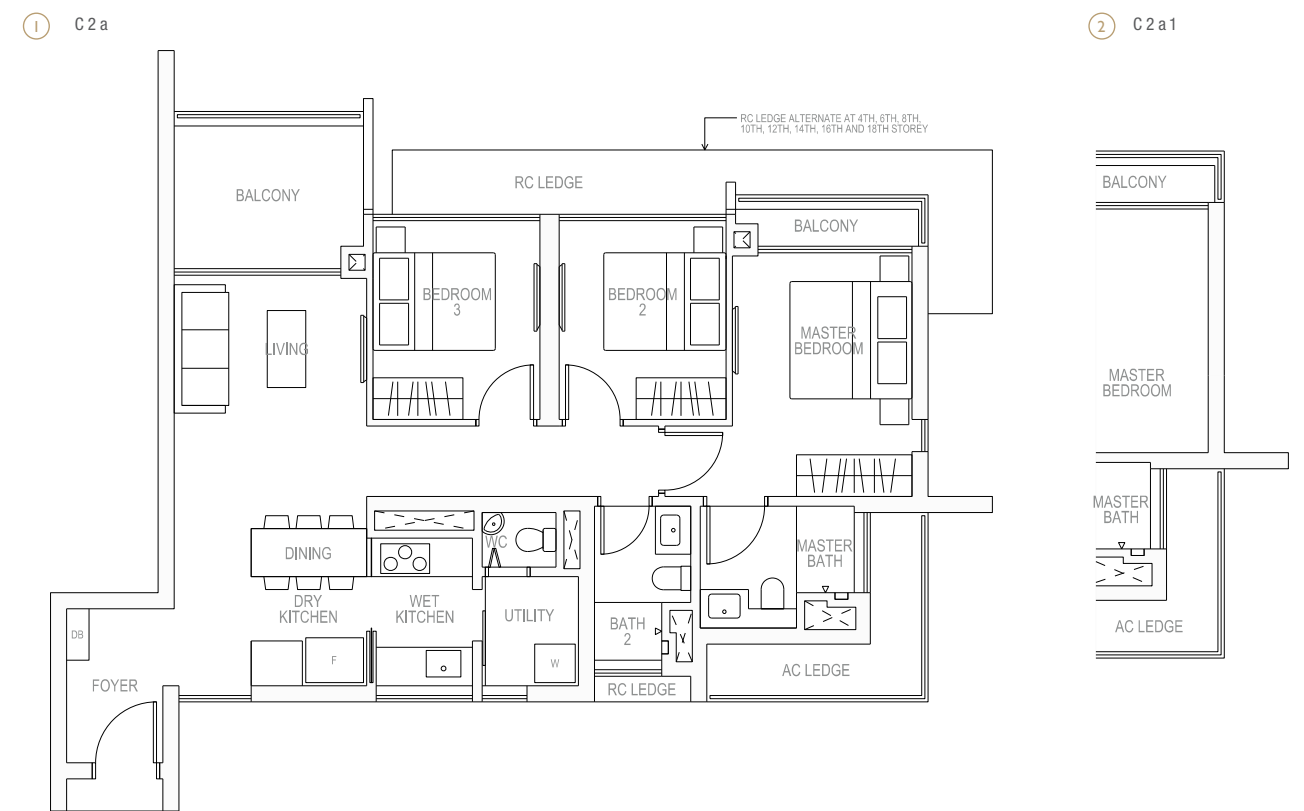 1 C2a
2 C2a1
RC LEDGE ALTERNATE AT 4TH, 6TH, 8TH,
10TH, 12TH, 14TH, 16TH AND 18TH STOREY
BALCONY
RC LEDGE
BALCONY
BEDROOM
3
BEDROOM
2
LIVING
MASTER
BEDROOM
DINING
WC
MASTER
BATH
DRY
KITCHEN
WET
KITCHEN
UTILITY
BATH
2
DB
F
W
FOYER
RC LEDGE
AC LEDGE
BALCONY
MASTER
BEDROOM
MASTER
BATH
AC LEDGE